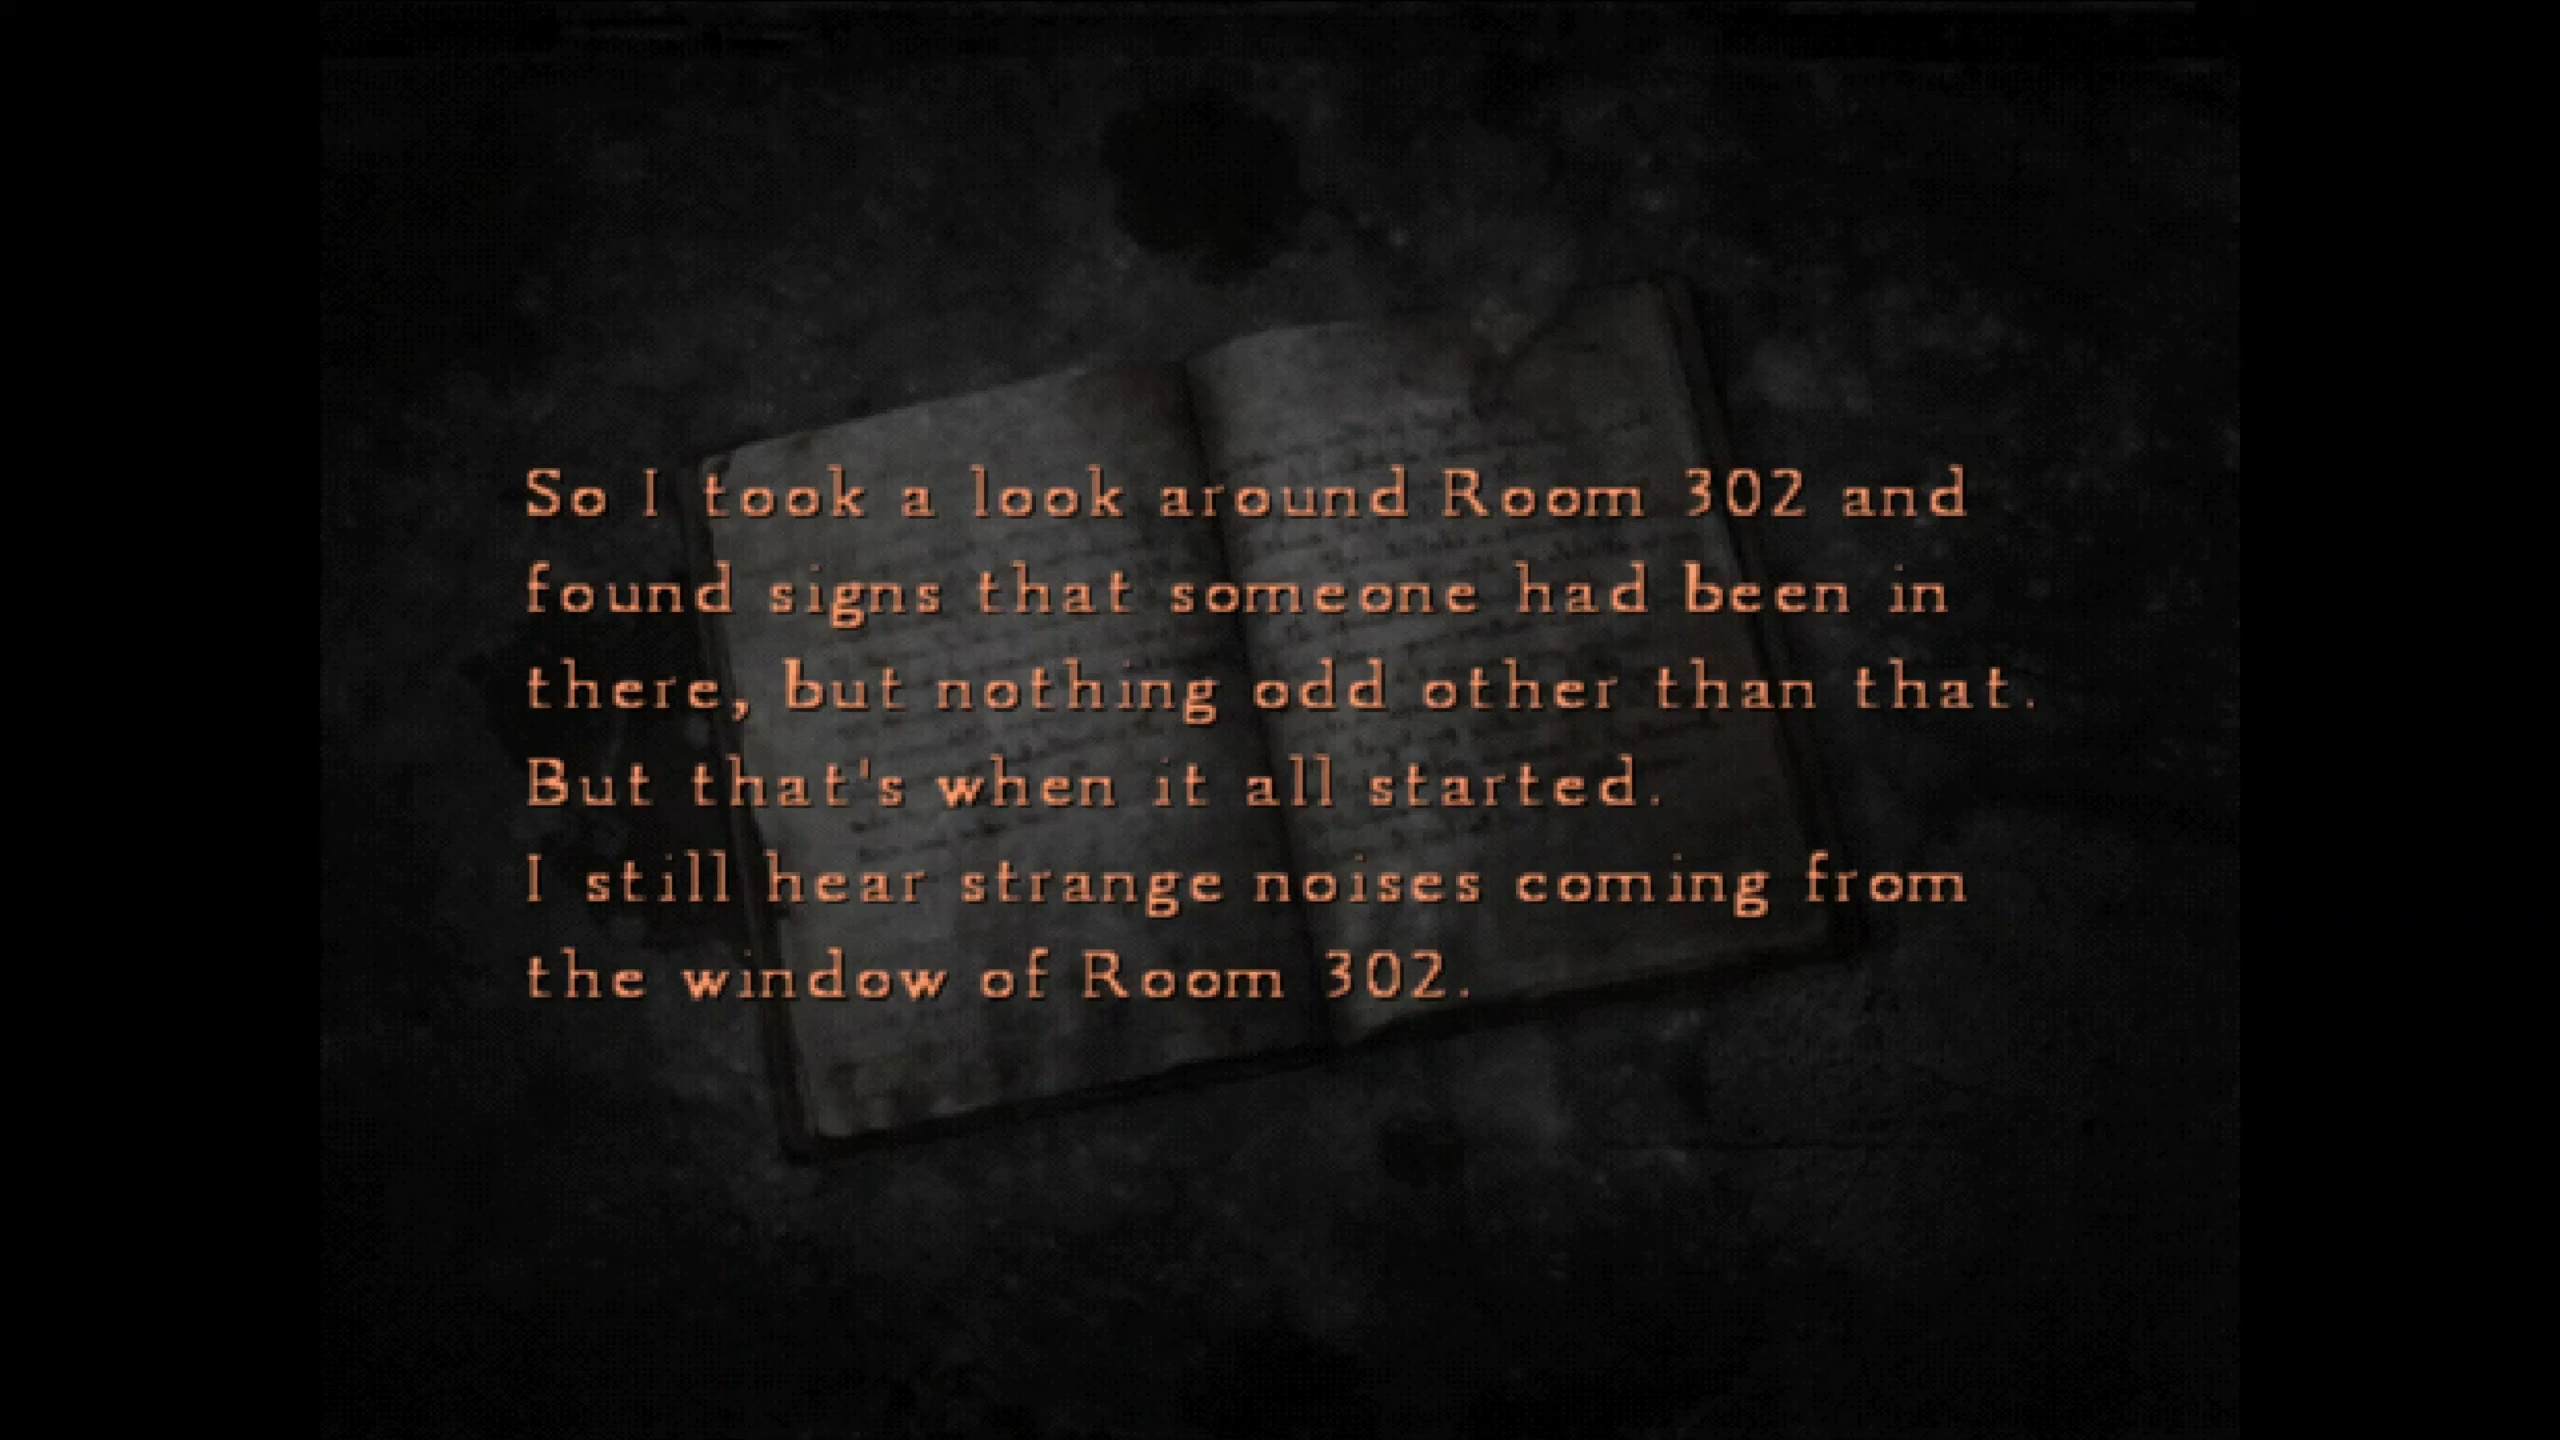 So I took a look around Room 302 and
found signs that someone had been in
there, but nothing odd other than that.
But that's when it all started.
I still hear strange noises coming from
the window of Room 302.